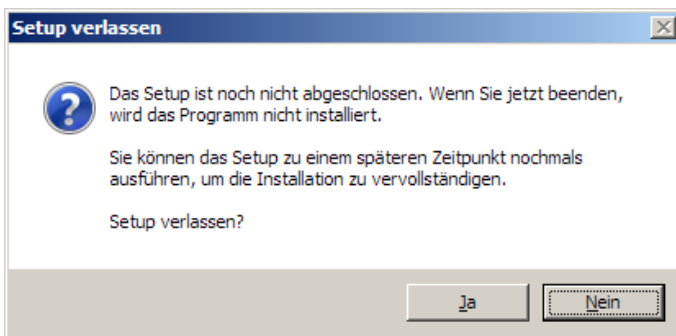 Setup verlassen
Das Setup ist noch nicht abgeschlossen. Wenn Sie jetzt beenden,
wird das Programm nicht installiert.
Sie können das Setup zu einem späteren Zeitpunkt nochmals
ausführen, um die Installation zu vervollständigen.
Setup verlassen?
Ja
Nein